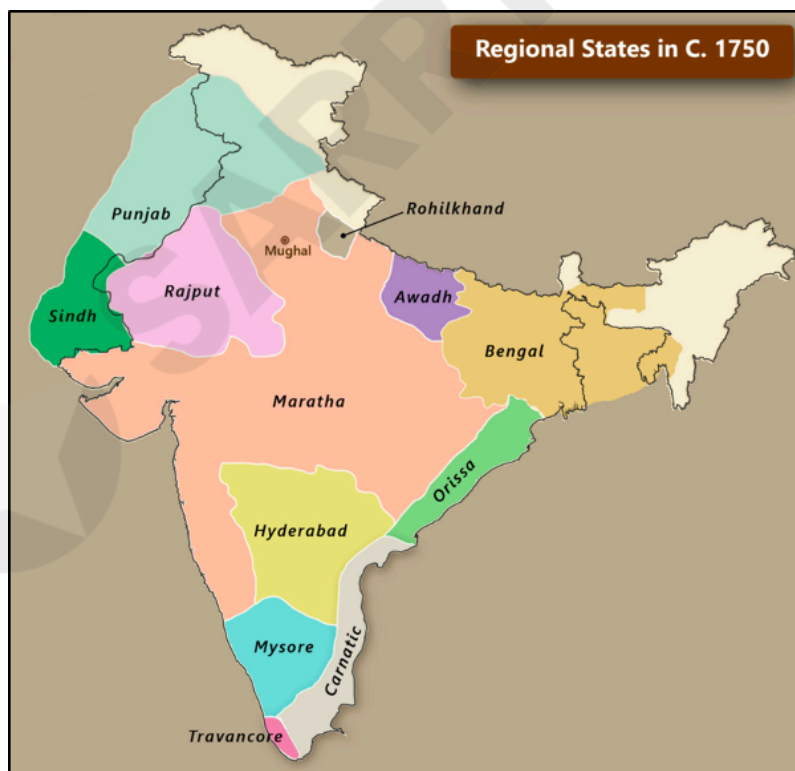 Regional States in C. 1750
Rohilkhand
Punjab
Mughal
Rajput
Awadh
Sindh
Bengal
Maratha
Orissa
Hyderabad
Mysore
Carnatic
Travancore